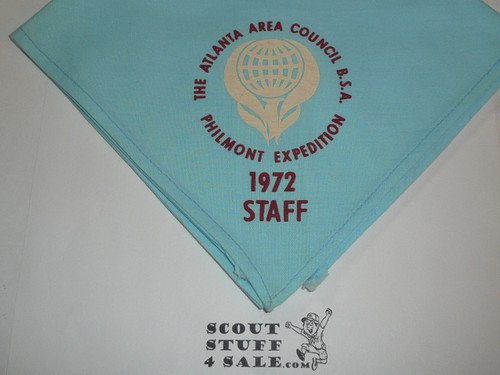 THE ATLANTA AREA COUNCIL B.S.A.
PHILMONT EXPEDITION
1972
STAFF
SCOUT
STUFF
4 SALE.com